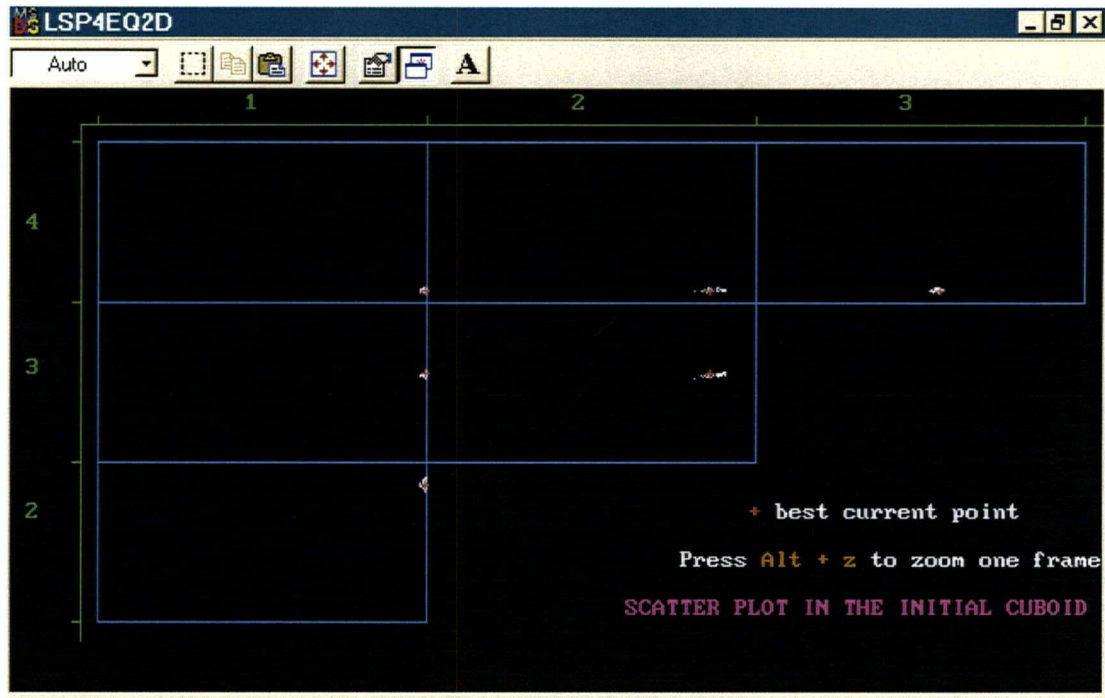 LSP4EQ2D
Auto A
1 2 3
4
3
2
+ best current point
Press Alt + z to zoom one frame
SCATTER PLOT IN THE INITIAL CUBOID